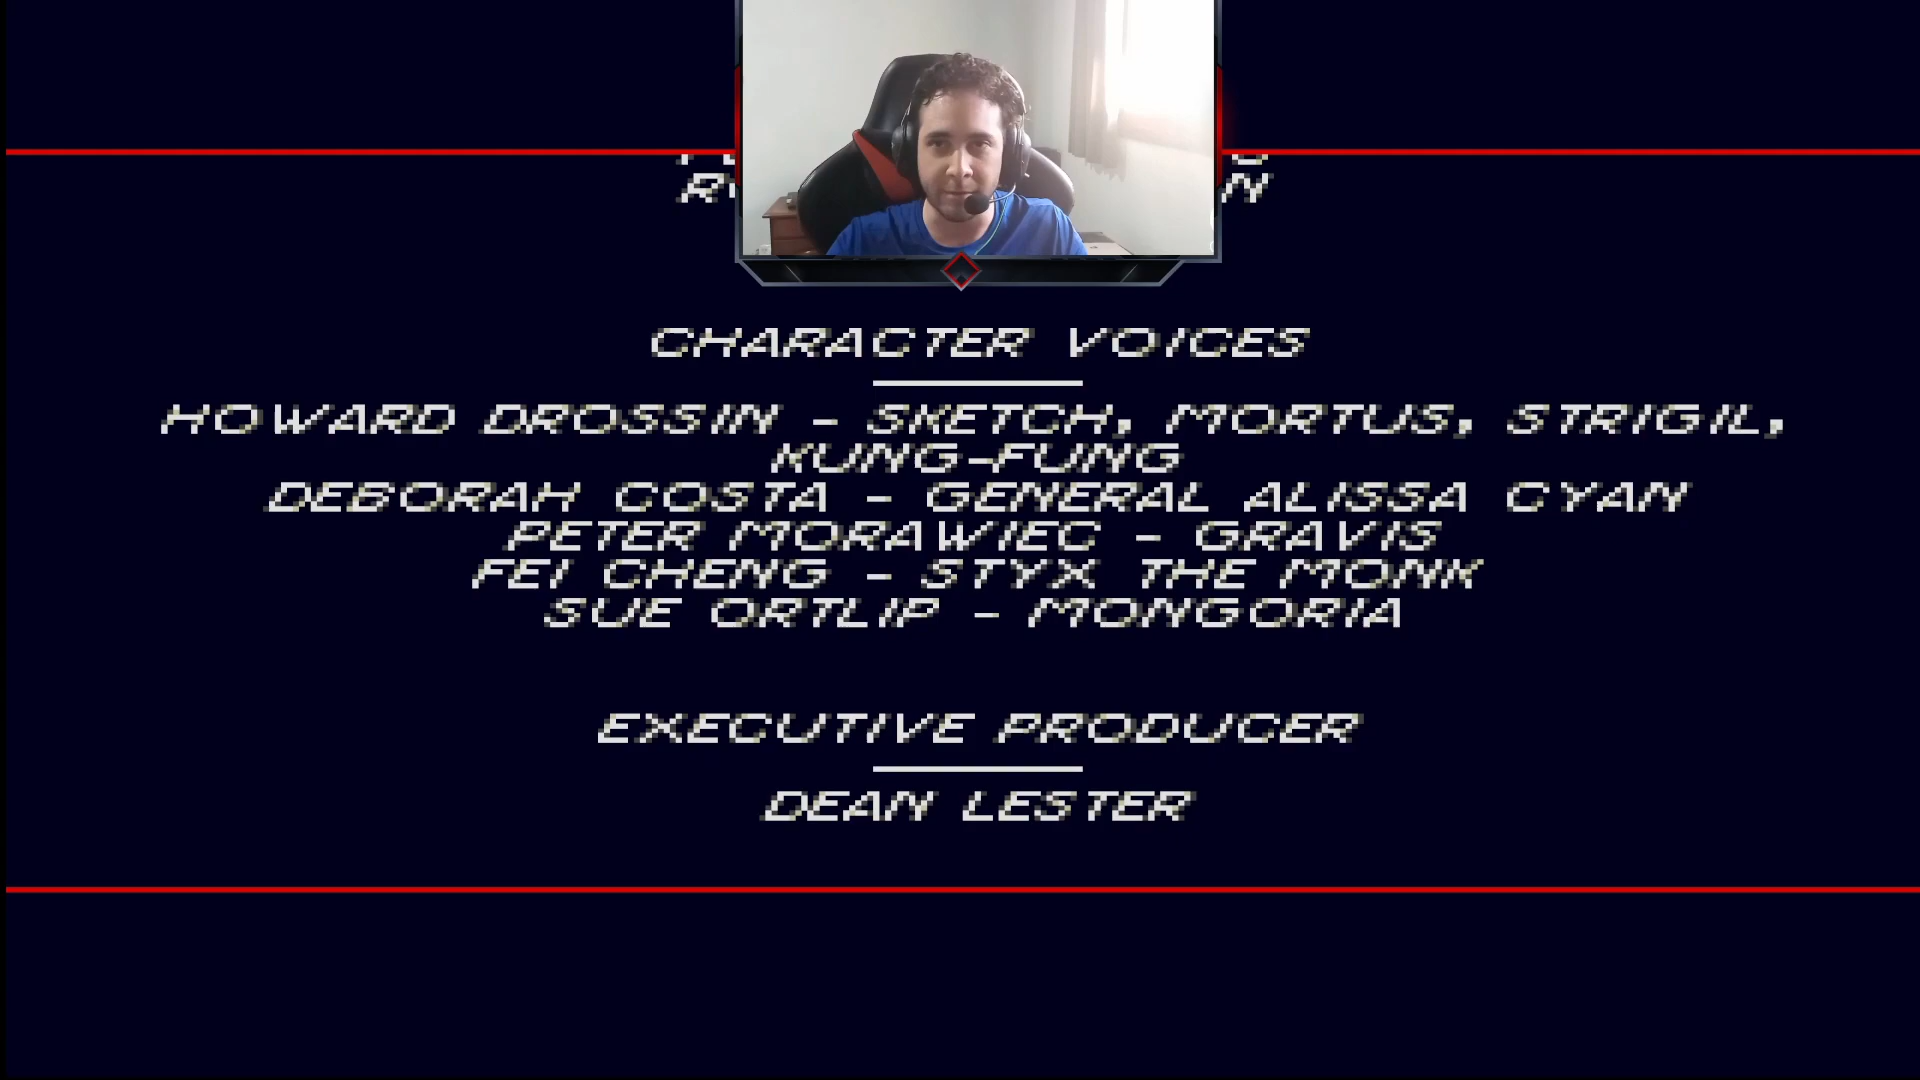 CHARACTER VOICES
HOWARD DROSSIN - SKETCH, MORTUS, STRIGIL,
KUNG-FUNG
DEBORAH COSTA - GENERAL ALISSA CYAN
PETER MORAWIEC - GRAVIS
FEI CHENG - STYX THE MONK
SUE ORTLIP - MONGORIA
EXECUTIVE PRODUCER
DEAN LESTER